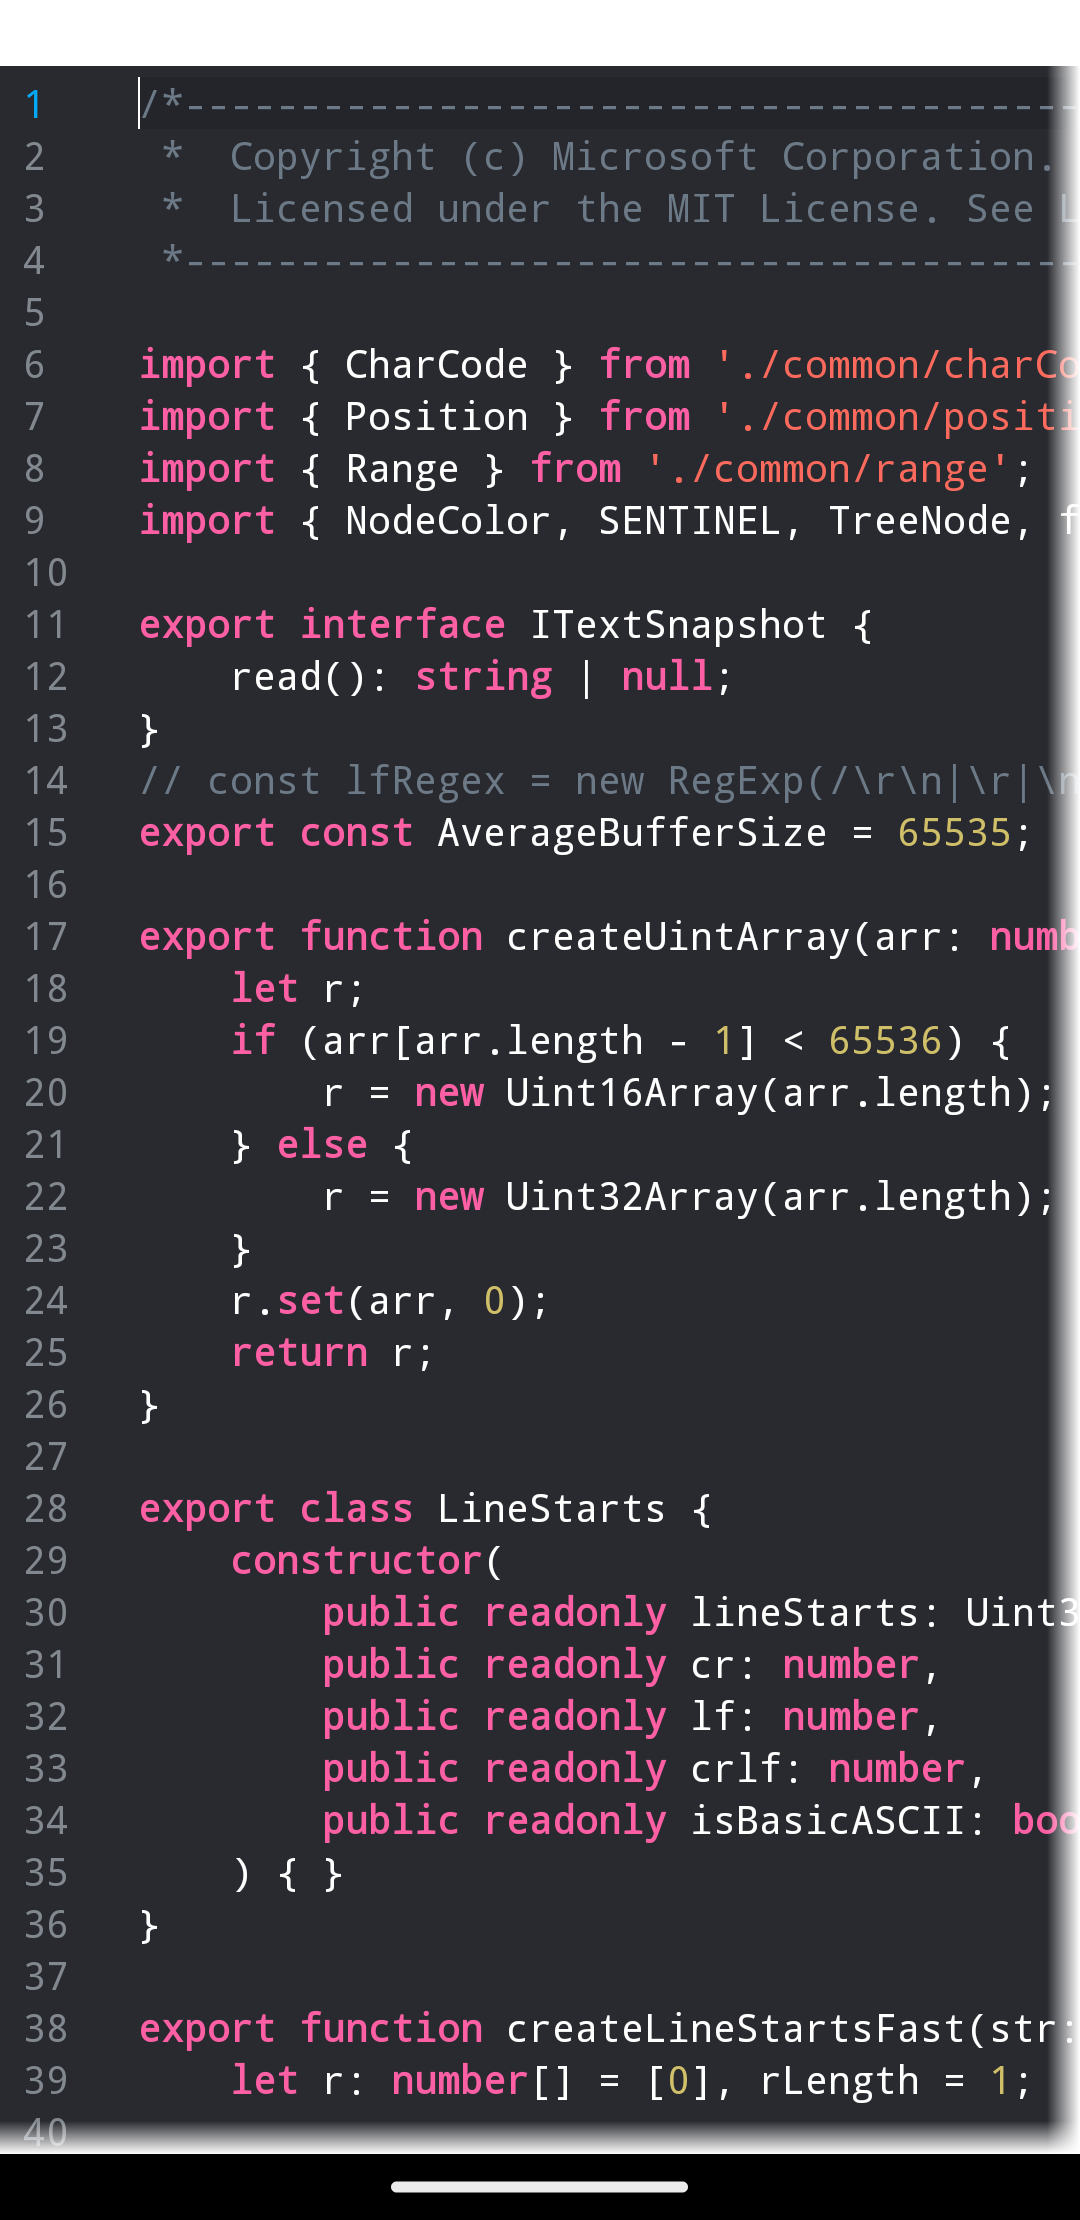 1 /*----------------------------------------
2  *  Copyright (c) Microsoft Corporation.
3  *  Licensed under the MIT License. See L
4  *----------------------------------------
5
6 import { CharCode } from './common/charCo
7 import { Position } from './common/positi
8 import { Range } from './common/range';
9 import { NodeColor, SENTINEL, TreeNode, f
10
11 export interface ITextSnapshot {
12     read(): string | null;
13 }
14 // const lfRegex = new RegExp(/\r\n|\r|\n
15 export const AverageBufferSize = 65535;
16
17 export function createUintArray(arr: numb
18     let r;
19     if (arr[arr.length - 1] < 65536) {
20         r = new Uint16Array(arr.length);
21     } else {
22         r = new Uint32Array(arr.length);
23     }
24     r.set(arr, 0);
25     return r;
26 }
27
28 export class LineStarts {
29     constructor(
30         public readonly lineStarts: Uint3
31         public readonly cr: number,
32         public readonly lf: number,
33         public readonly crlf: number,
34         public readonly isBasicASCII: boo
35     ) { }
36 }
37
38 export function createLineStartsFast(str:
39     let r: number[] = [0], rLength = 1;
40